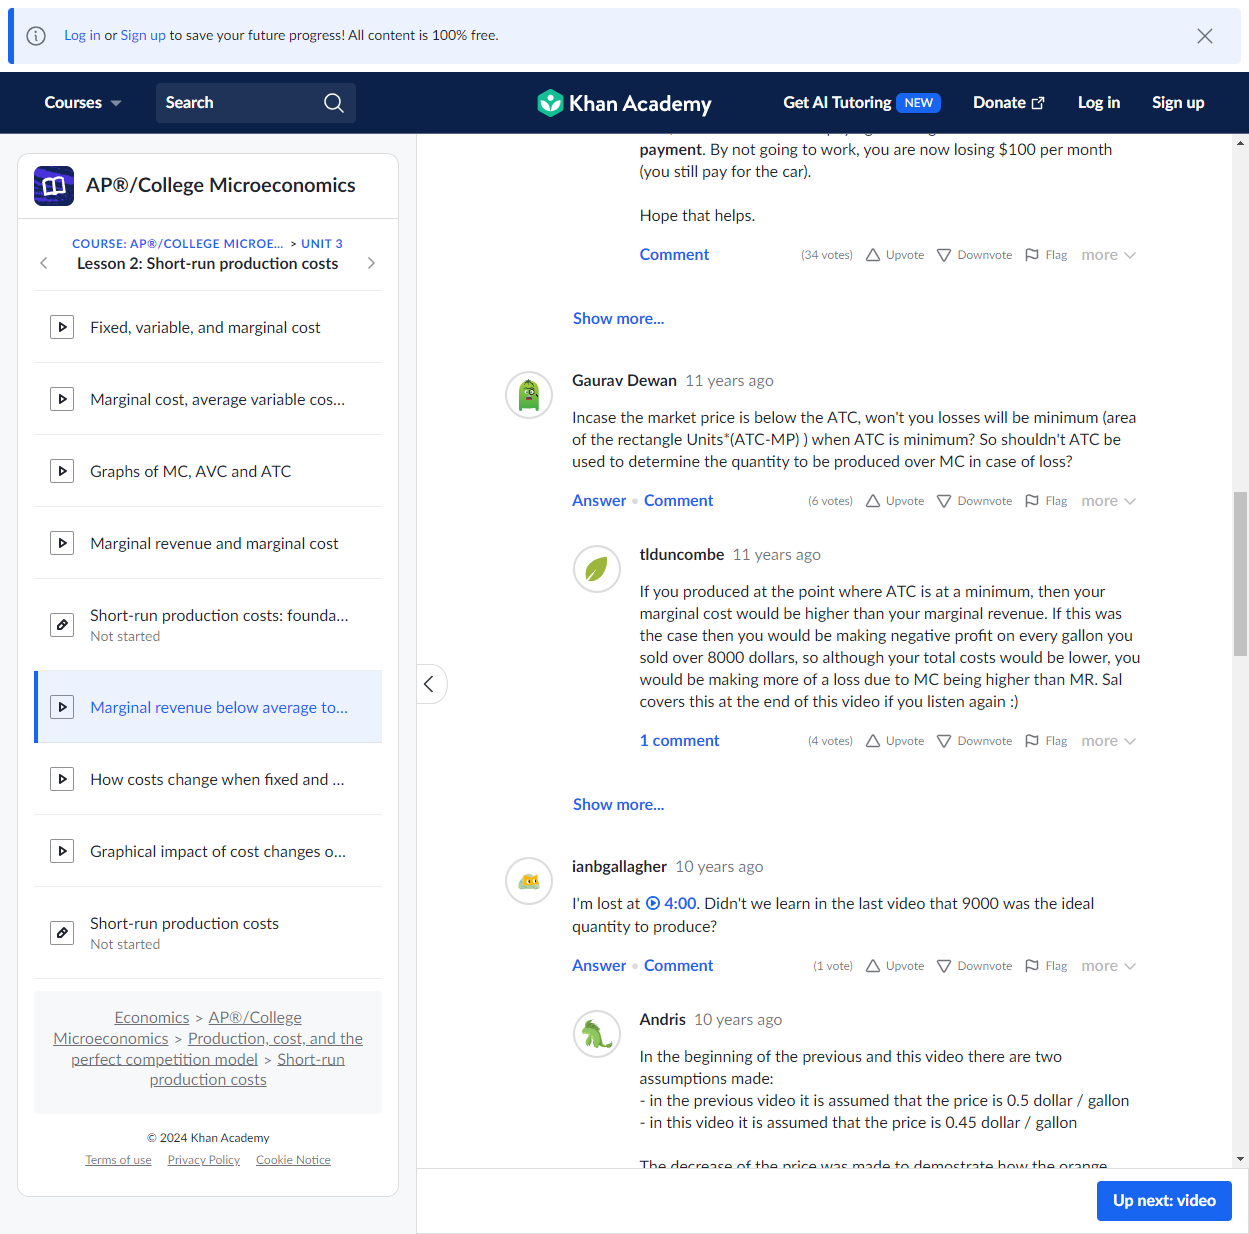 Log in or Sign up to save your future progress! All content is 100% free.
Courses
Search
Khan Academy
Get AI Tutoring NEW
Donate
Log in
Sign up
AP®/College Microeconomics
COURSE: AP®/COLLEGE MICROE... > UNIT 3
Lesson 2: Short-run production costs
Fixed, variable, and marginal cost
Marginal cost, average variable cos...
Graphs of MC, AVC and ATC
Marginal revenue and marginal cost
Short-run production costs: founda...
Not started
Marginal revenue below average to...
How costs change when fixed and ...
Graphical impact of cost changes o...
Short-run production costs
Not started
Economics > AP®/College
Microeconomics > Production, cost, and the
perfect competition model > Short-run
production costs
© 2024 Khan Academy
Terms of use Privacy Policy Cookie Notice
payment. By not going to work, you are now losing $100 per month
(you still pay for the car).
Hope that helps.
Comment (34 votes) Upvote Downvote Flag more
Show more...
Gaurav Dewan 11 years ago
Incase the market price is below the ATC, won't you losses will be minimum (area
of the rectangle Units*(ATC-MP) ) when ATC is minimum? So shouldn't ATC be
used to determine the quantity to be produced over MC in case of loss?
Answer • Comment (6 votes) Upvote Downvote Flag more
tlduncombe 11 years ago
If you produced at the point where ATC is at a minimum, then your
marginal cost would be higher than your marginal revenue. If this was
the case then you would be making negative profit on every gallon you
sold over 8000 dollars, so although your total costs would be lower, you
would be making more of a loss due to MC being higher than MR. Sal
covers this at the end of this video if you listen again :)
1 comment (4 votes) Upvote Downvote Flag more
Show more...
ianbgallagher 10 years ago
I'm lost at 4:00. Didn't we learn in the last video that 9000 was the ideal
quantity to produce?
Answer • Comment (1 vote) Upvote Downvote Flag more
Andris 10 years ago
In the beginning of the previous and this video there are two
assumptions made:
- in the previous video it is assumed that the price is 0.5 dollar / gallon
- in this video it is assumed that the price is 0.45 dollar / gallon
The decrease of the price was made to demostrate how the orange
Up next: video